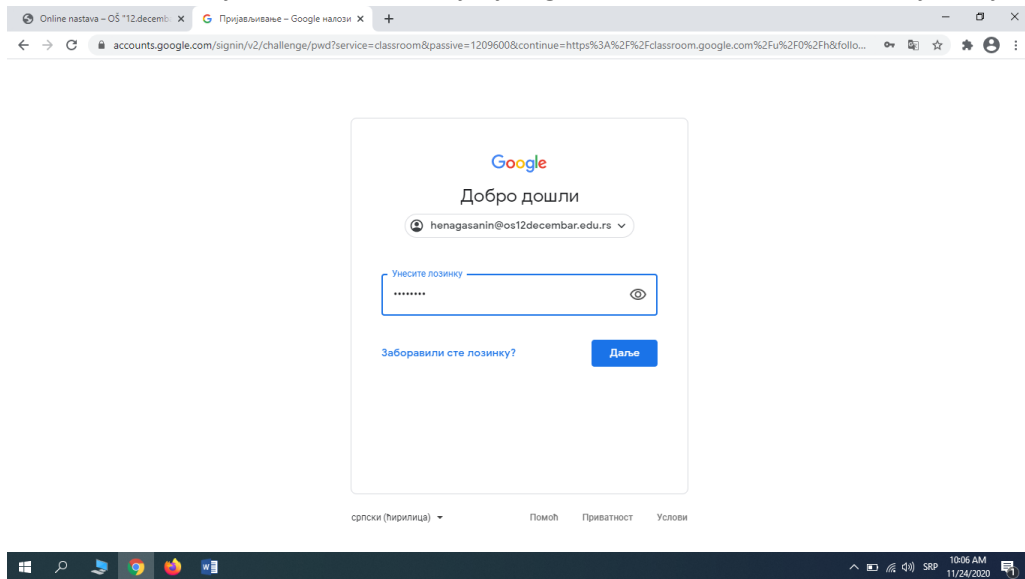 Online nastava – OŠ "12.decemb
Пријављивање – Google налози
accounts.google.com/signin/v2/challenge/pwd?service=classroom&passive=1209600&continue=https%3A%2F%2Fclassroom.google.com%2Fu%2F0%2Fh&follo...
Google
Добро дошли
henagasanin@os12decembar.edu.rs
Унесите лозинку
••••••••
Заборавили сте лозинку?
Даље
српски (ћирилица)
Помоћ Приватност Услови
SRP
10:06 AM
11/24/2020
1